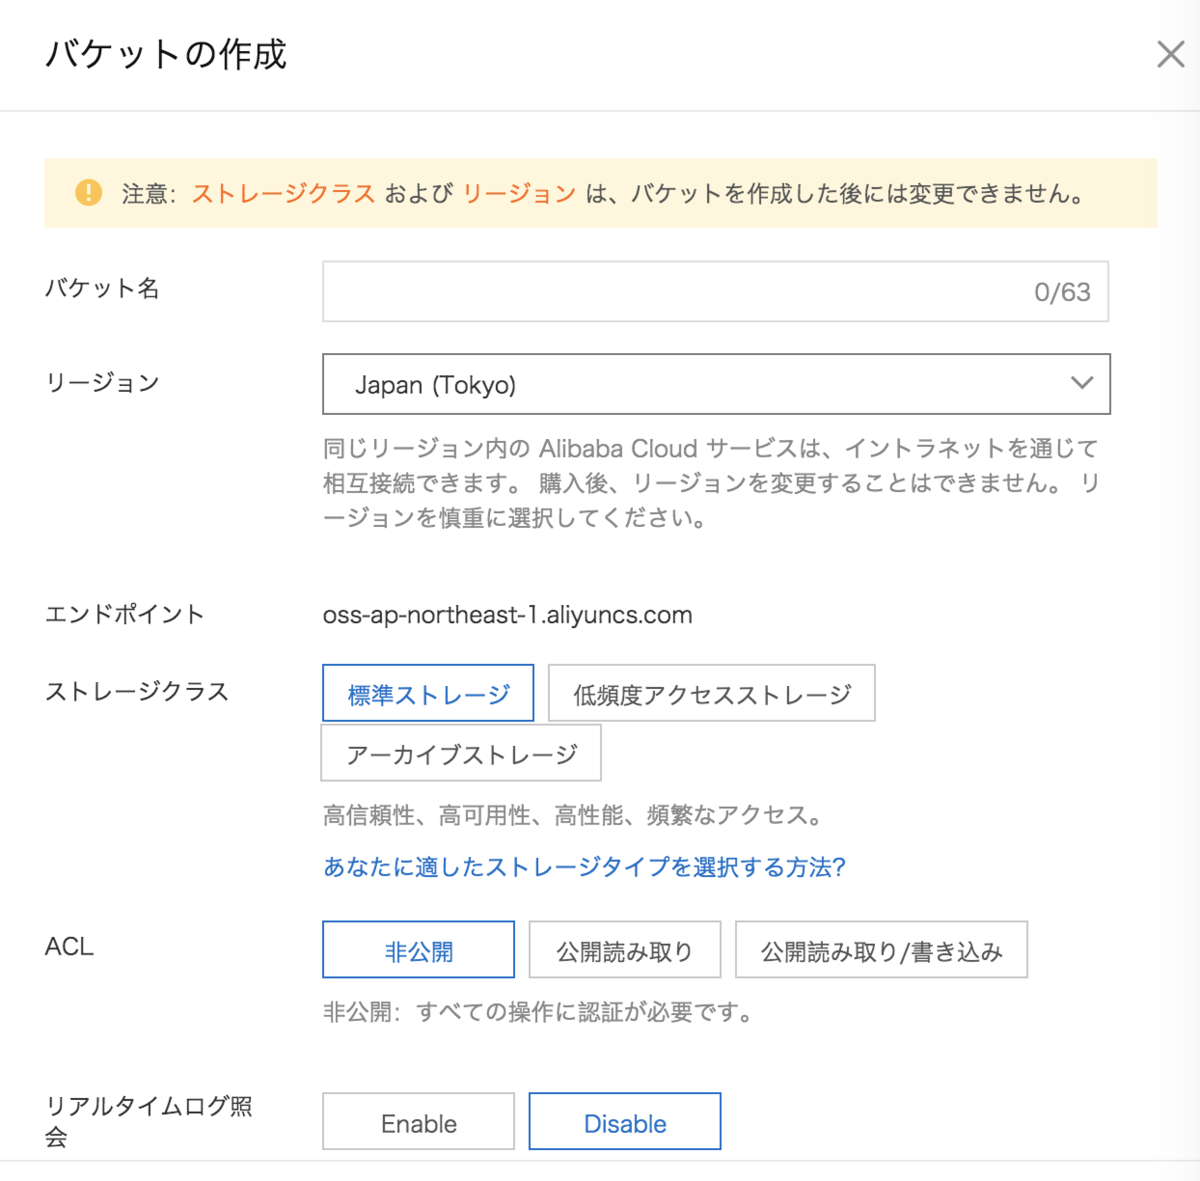 バケットの作成
注意: ストレージクラス および リージョン は、バケットを作成した後には変更できません。
バケット名
0/63
リージョン
Japan (Tokyo)
同じリージョン内の Alibaba Cloud サービスは、イントラネットを通じて
相互接続できます。 購入後、リージョンを変更することはできません。 リ
ージョンを慎重に選択してください。
エンドポイント
oss-ap-northeast-1.aliyuncs.com
ストレージクラス
標準ストレージ
低頻度アクセスストレージ
アーカイブストレージ
高信頼性、高可用性、高性能、頻繁なアクセス。
あなたに適したストレージタイプを選択する方法?
ACL
非公開
公開読み取り
公開読み取り/書き込み
非公開: すべての操作に認証が必要です。
リアルタイムログ照
会
Enable
Disable